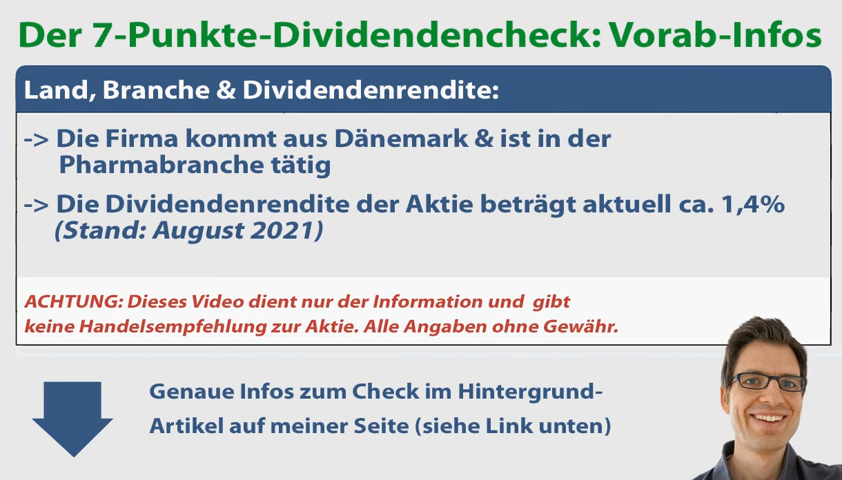 Der 7-Punkte-Dividendencheck: Vorab-Infos
Land, Branche & Dividendenrendite:
-> Die Firma kommt aus Dänemark & ist in der
Pharmabranche tätig
-> Die Dividendenrendite der Aktie beträgt aktuell ca. 1,4%
(Stand: August 2021)
ACHTUNG: Dieses Video dient nur der Information und gibt
keine Handelsempfehlung zur Aktie. Alle Angaben ohne Gewähr.
Genaue Infos zum Check im Hintergrund-
Artikel auf meiner Seite (siehe Link unten)